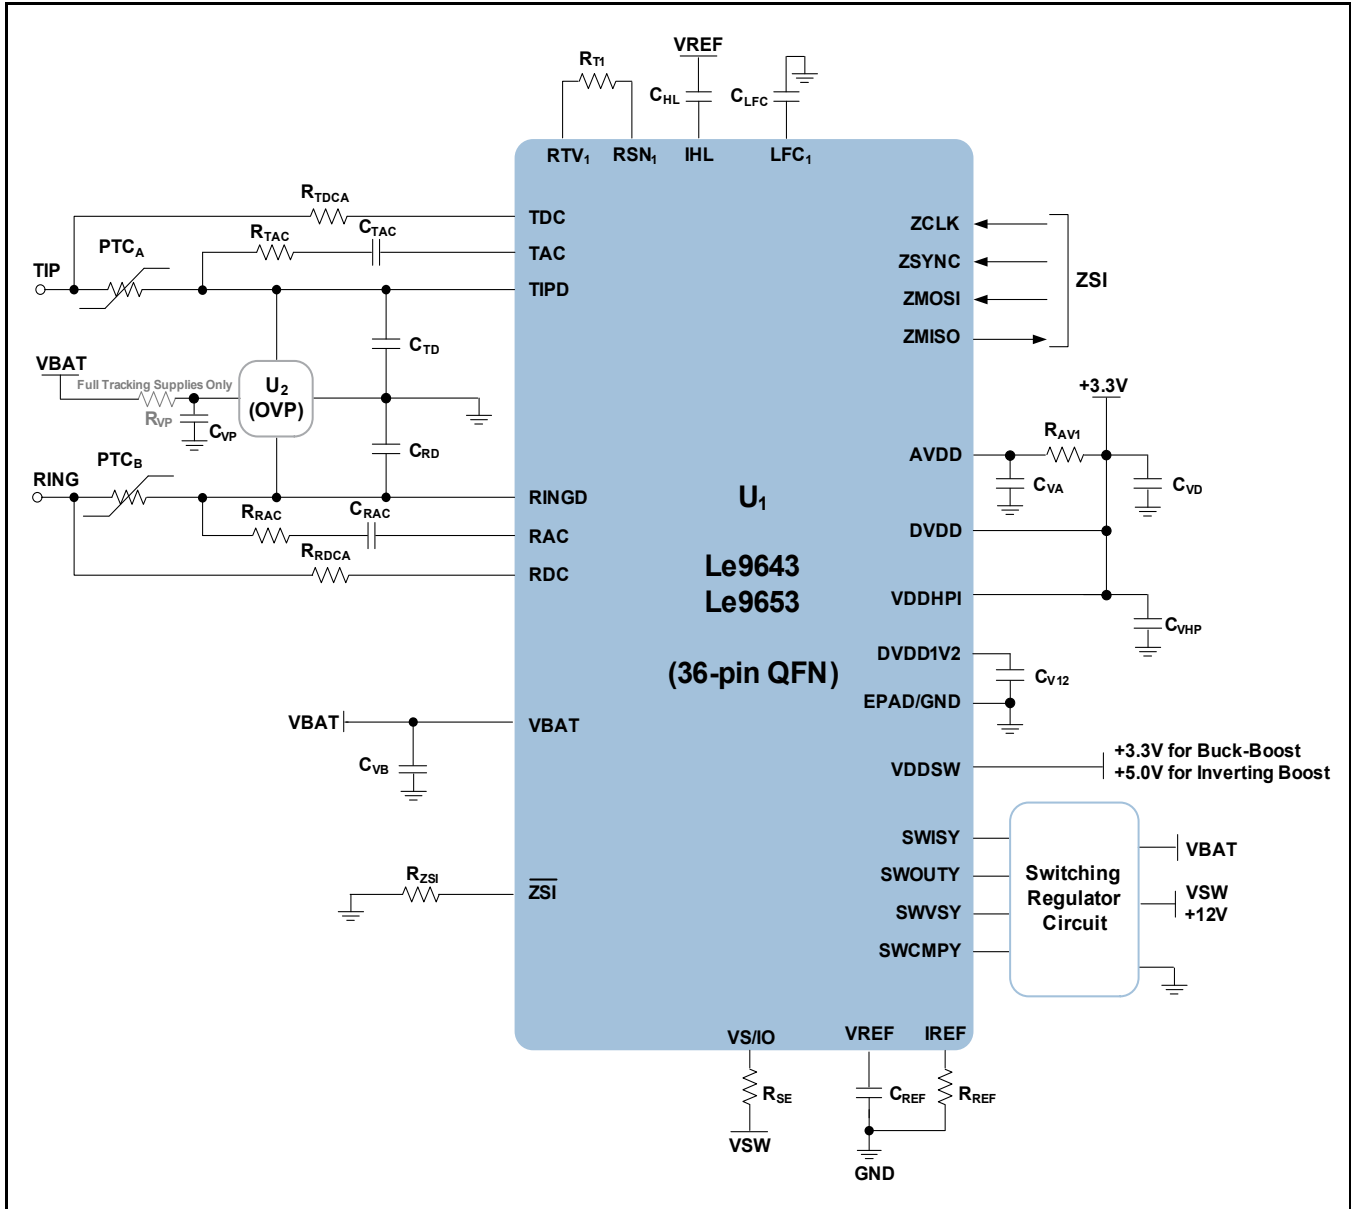 VREF
RT1
CHL
CLFC
RTV1
RSN1
IHL
LFC1
RTDCA
TDC
RTAC
CTAC
TAC
PTCA
TIP
TIPD
ZCLK
ZSYNC
ZMOSI
ZMISO
ZSI
CTD
VBAT
Full Tracking Supplies Only
RVP
CVP
U2
(OVP)
CRD
+3.3V
RAV1
AVDD
CVA
CVD
PTCB
RING
RINGD
RRAC
CRAC
RAC
RRDCA
RDC
U1
Le9643
Le9653
(36-pin QFN)
DVDD
VDDHPI
CVHP
DVDD1V2
CV12
EPAD/GND
VBAT
VBAT
CVB
VDDSW
+3.3V for Buck-Boost
+5.0V for Inverting Boost
SWISY
SWOUTY
SWVSY
SWCMPY
Switching
Regulator
Circuit
VBAT
VSW
+12V
RZSI
ZSI
VS/IO
VREF
IREF
RSE
CREF
RREF
VSW
GND